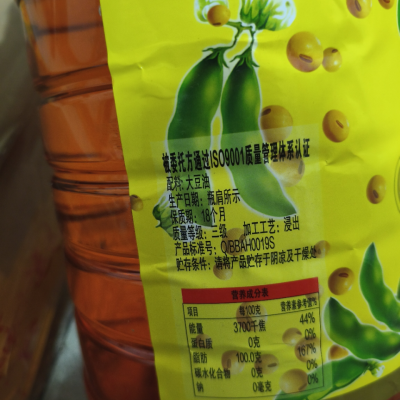 被委托方通过ISO9001质量管理体系认证
配料:大豆油
生产日期:瓶肩所示
保质期:18个月
质量等级:三级 加工工艺:浸出
产品标准号:Q/BBAH0019S
贮存条件:请将产品贮存于阴凉及干燥处
营养成分表
项目 每100克 营养素参考值%
能量 3700千焦 44%
蛋白质 0克 0%
脂肪 100.0克 167%
碳水化合物 0克 0%
钠 0毫克 0%